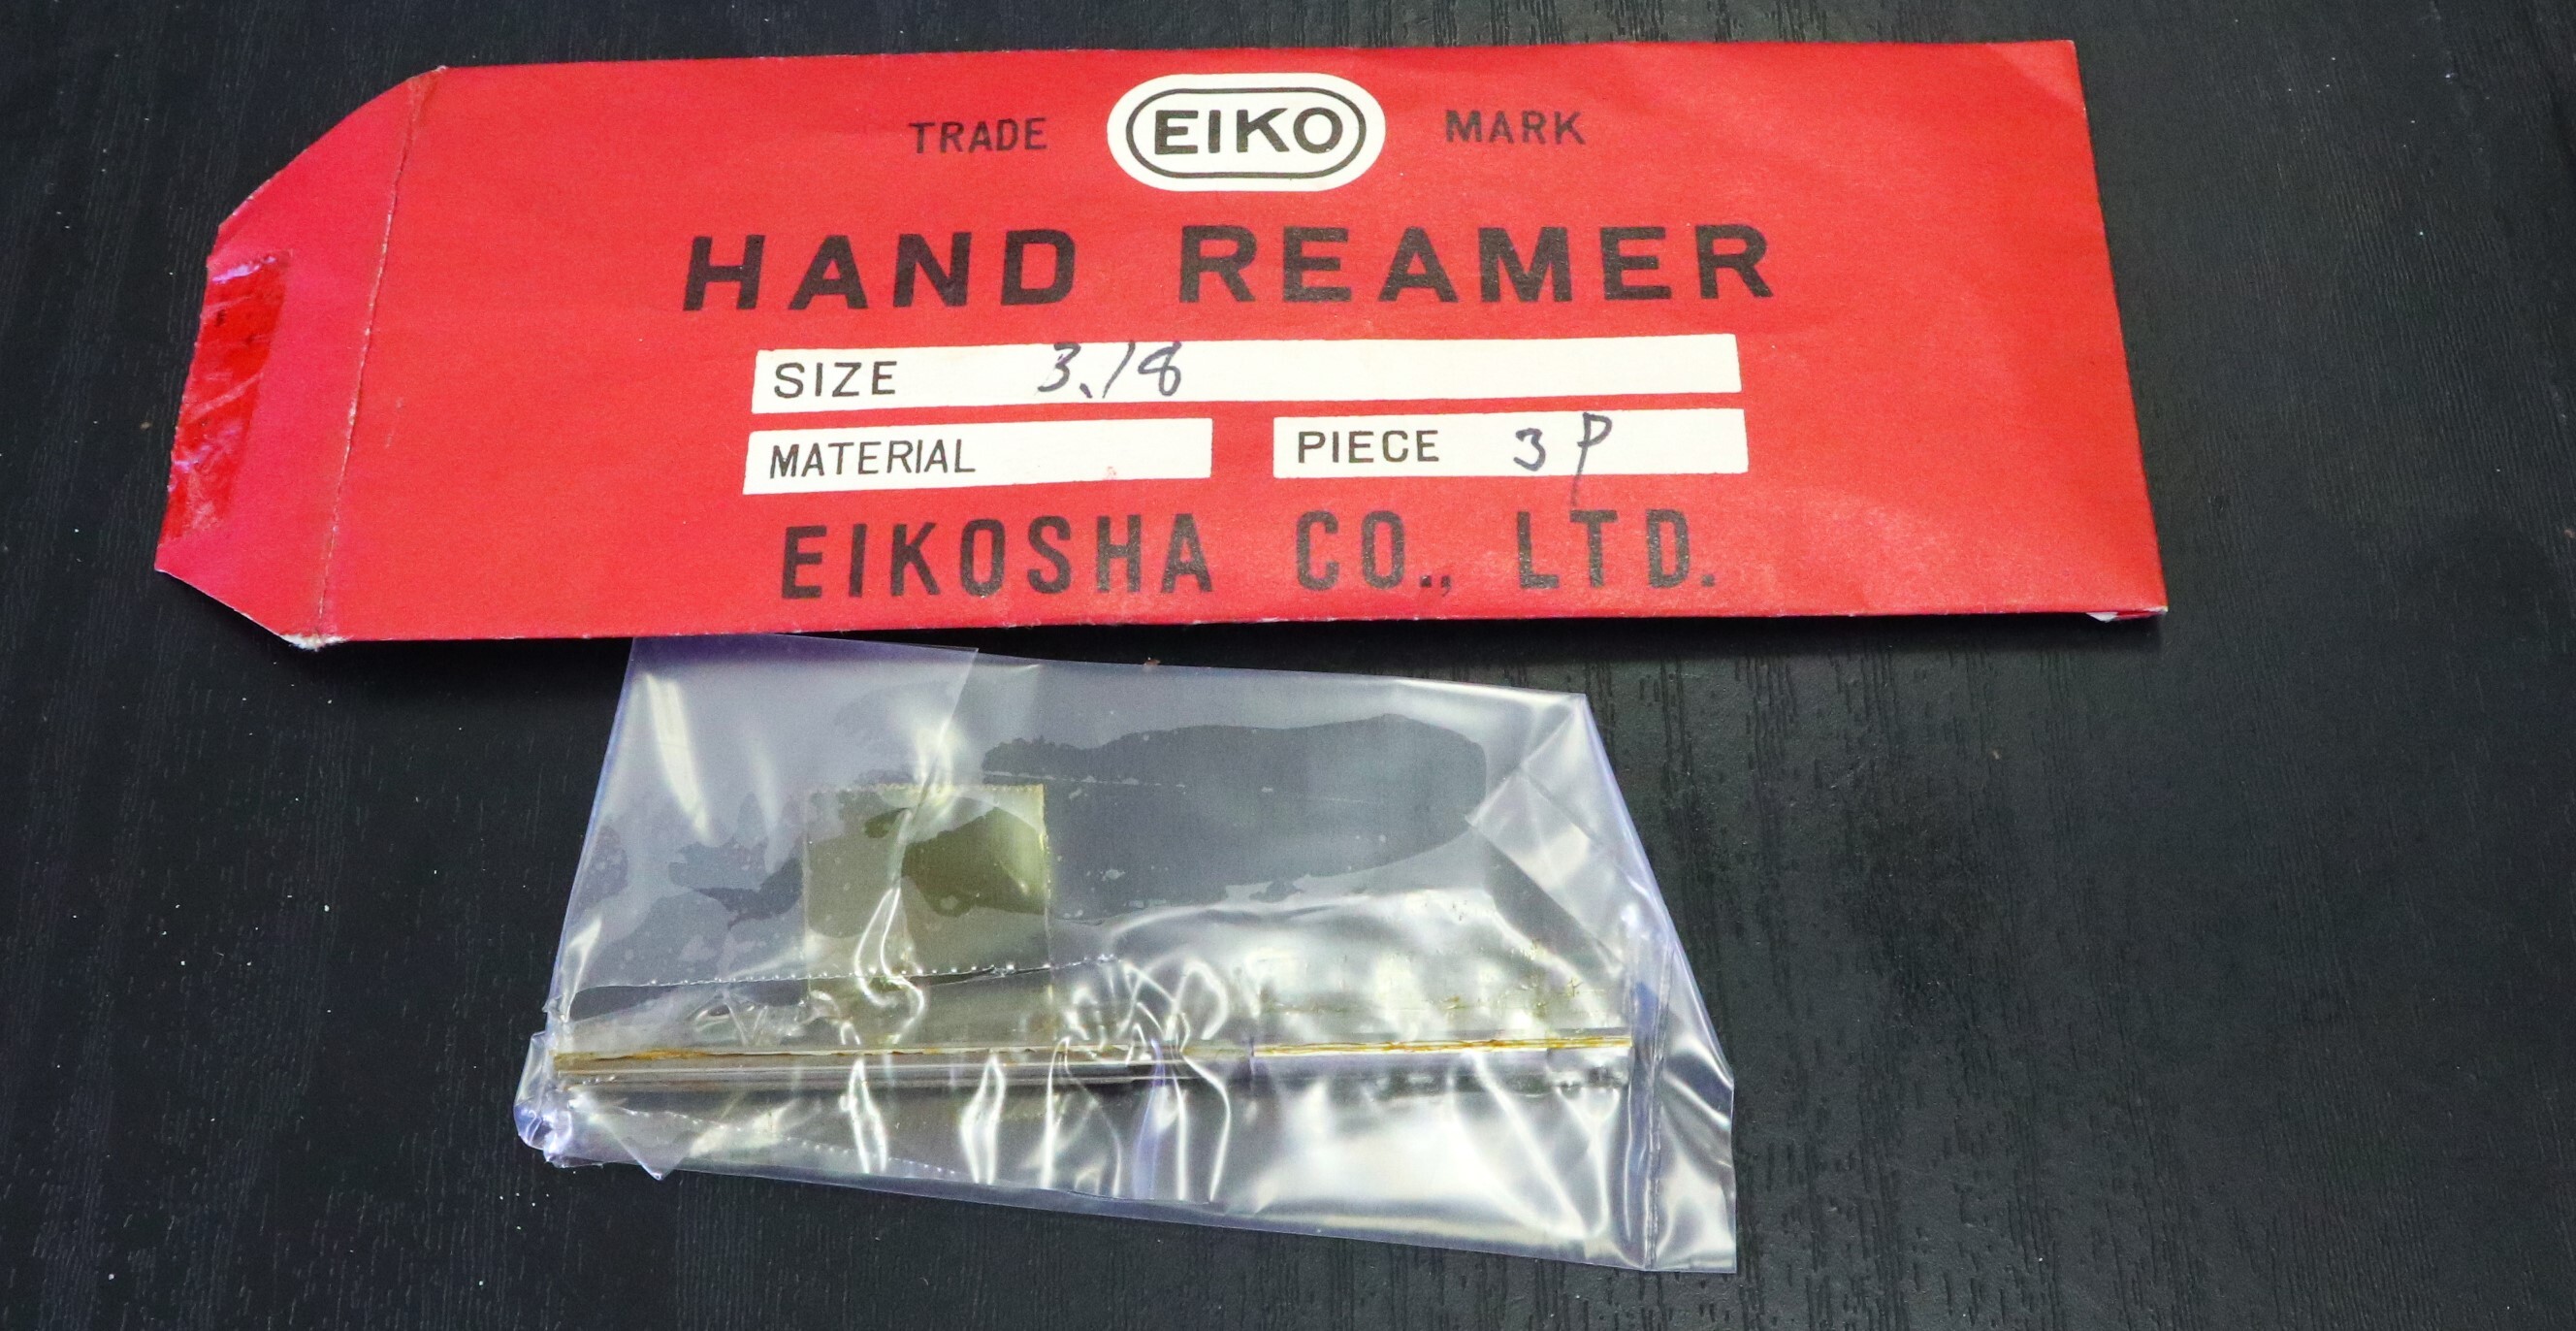 TRADE EIKO MARK
HAND REAMER
SIZE 3.18
MATERIAL PIECE 3P
EIKOSHA CO., LTD.